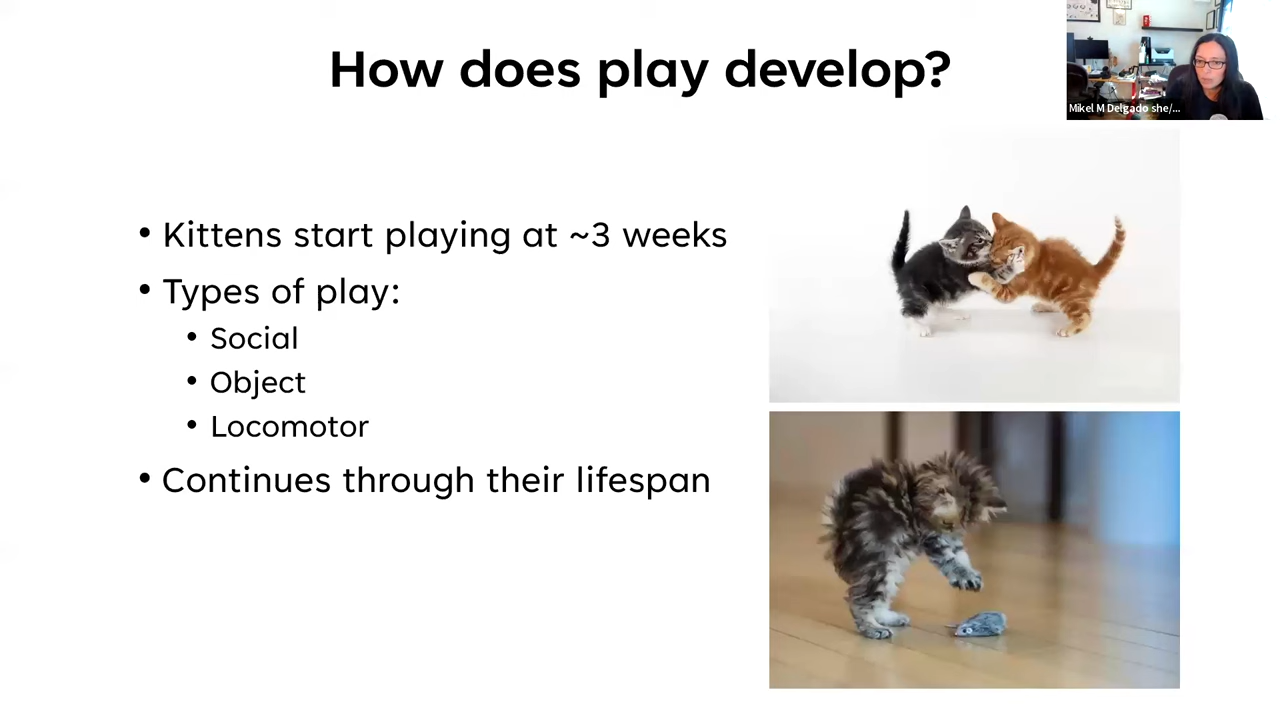 How does play develop?
Mikel M Delgado she/...
• Kittens start playing at ~3 weeks
• Types of play:
• Social
• Object
• Locomotor
• Continues through their lifespan